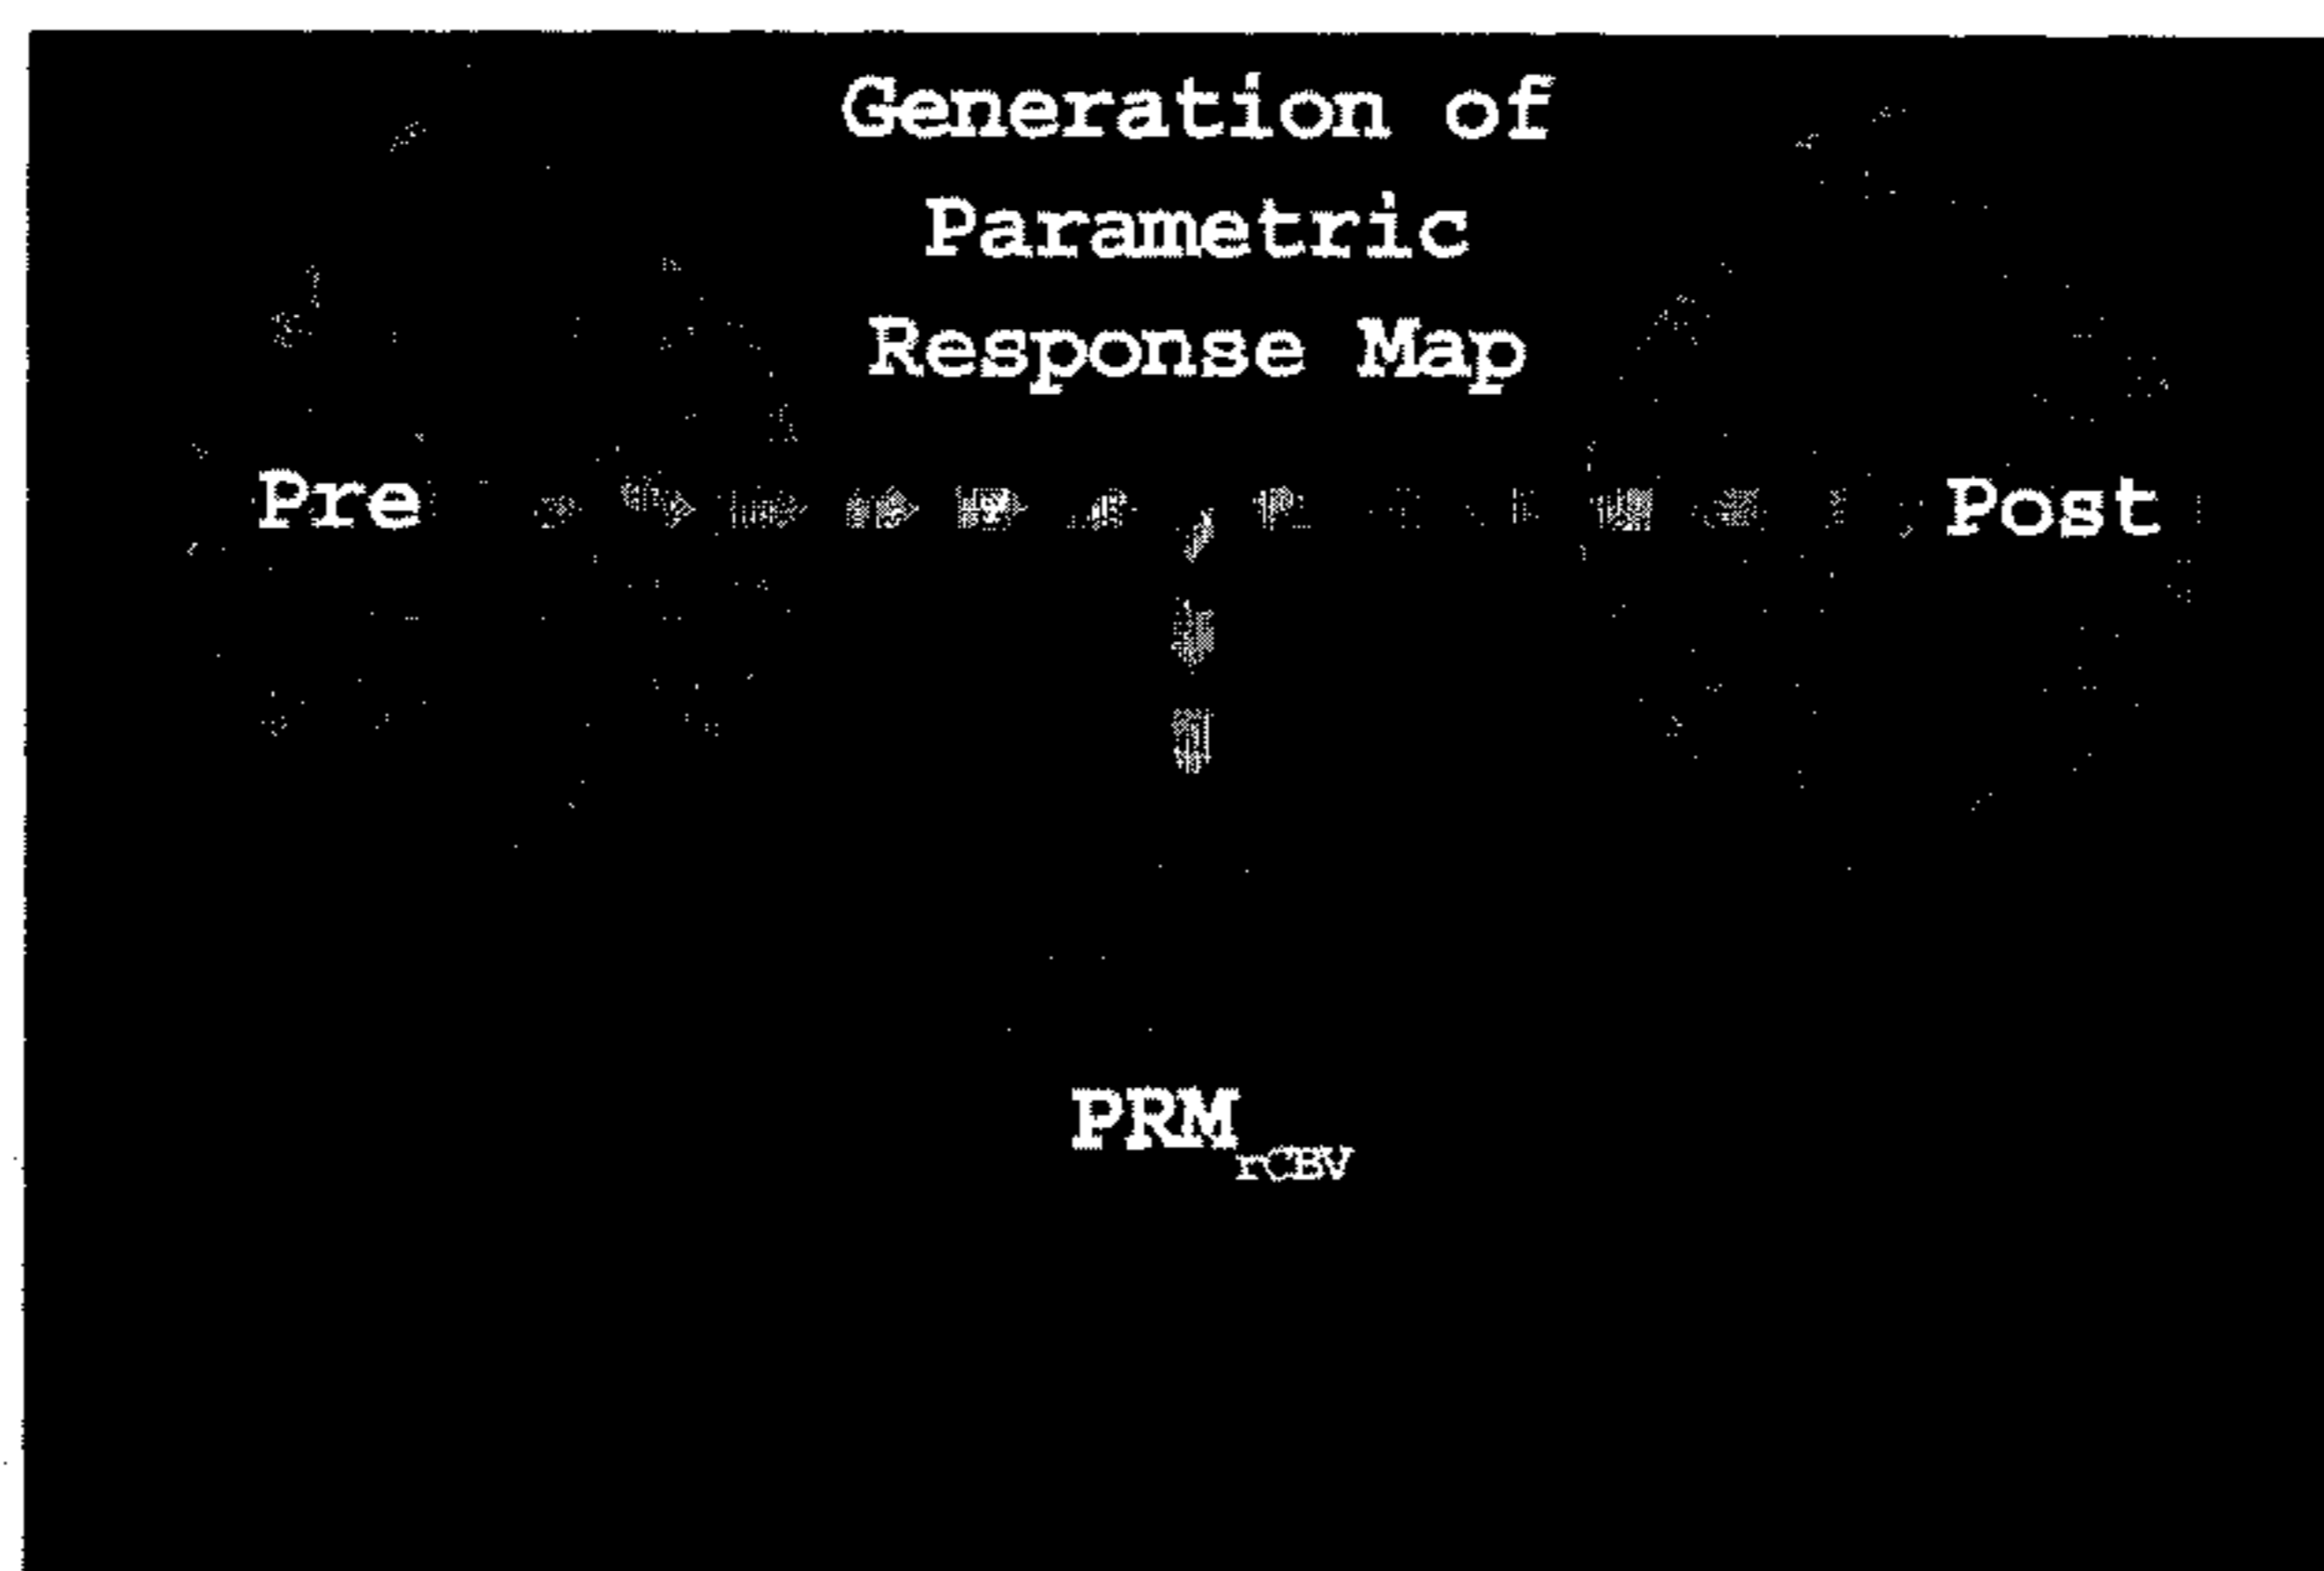 Generation of
Parametric
Response Map
Pre
Post
PRM rCBV